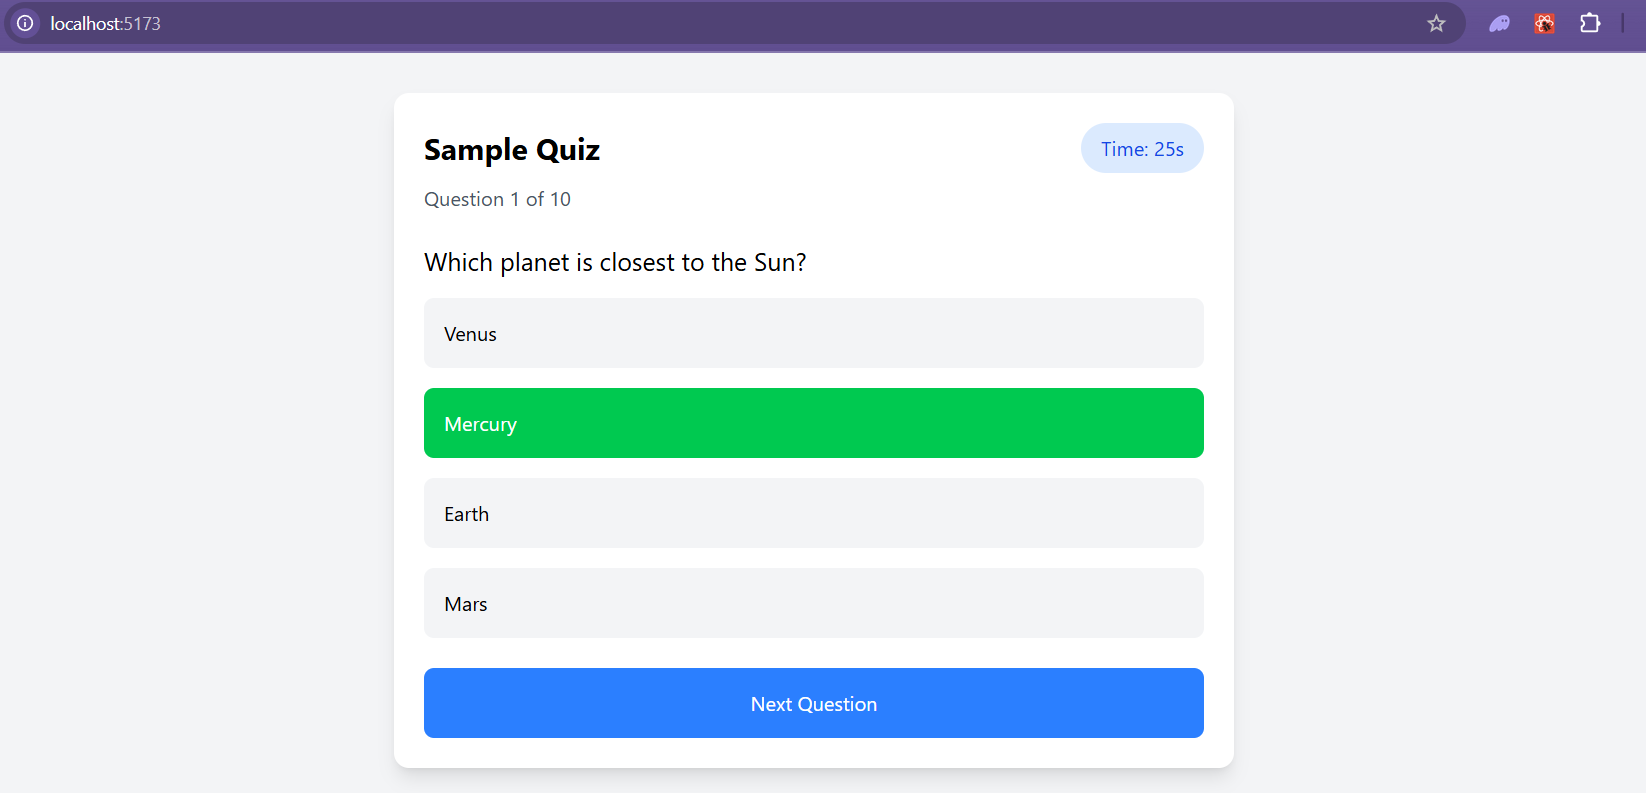 localhost:5173
Sample Quiz
Time: 25s
Question 1 of 10
Which planet is closest to the Sun?
Venus
Mercury
Earth
Mars
Next Question